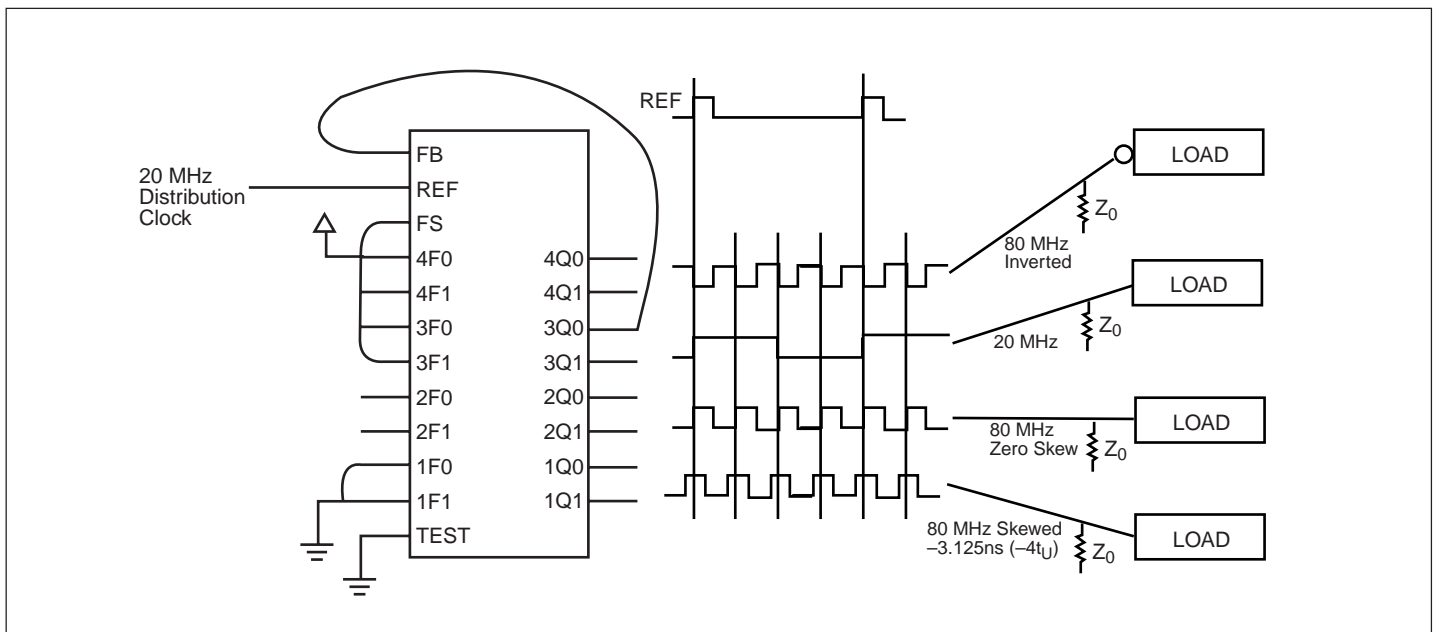 REF
20 MHz
Distribution
Clock
FB
REF
FS
4F0
4F1
3F0
3F1
2F0
2F1
1F0
1F1
TEST
4Q0
4Q1
3Q0
3Q1
2Q0
2Q1
1Q0
1Q1
LOAD
Z0
80 MHz
Inverted
LOAD
Z0
20 MHz
LOAD
80 MHz
Zero Skew
Z0
80 MHz Skewed
–3.125ns (–4tU)
Z0
LOAD